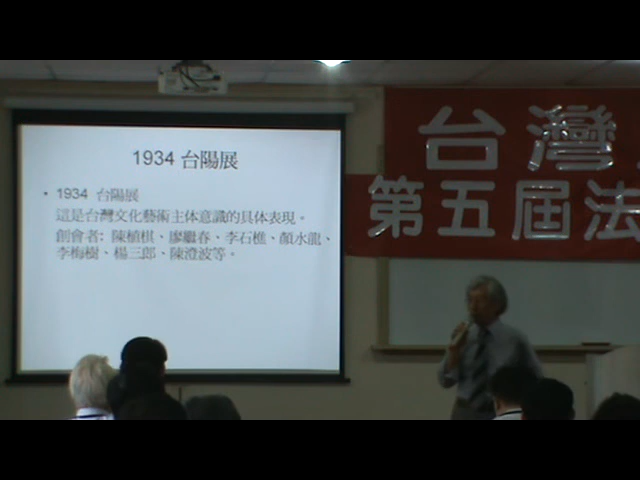 1934 台陽展
• 1934 台陽展
這是台灣文化藝術主体意識的具体表現。
創會者; 陳植棋、廖繼春、李石樵、顏水龍、
李梅樹、楊三郎、陳澄波等。
台灣
第五屆法